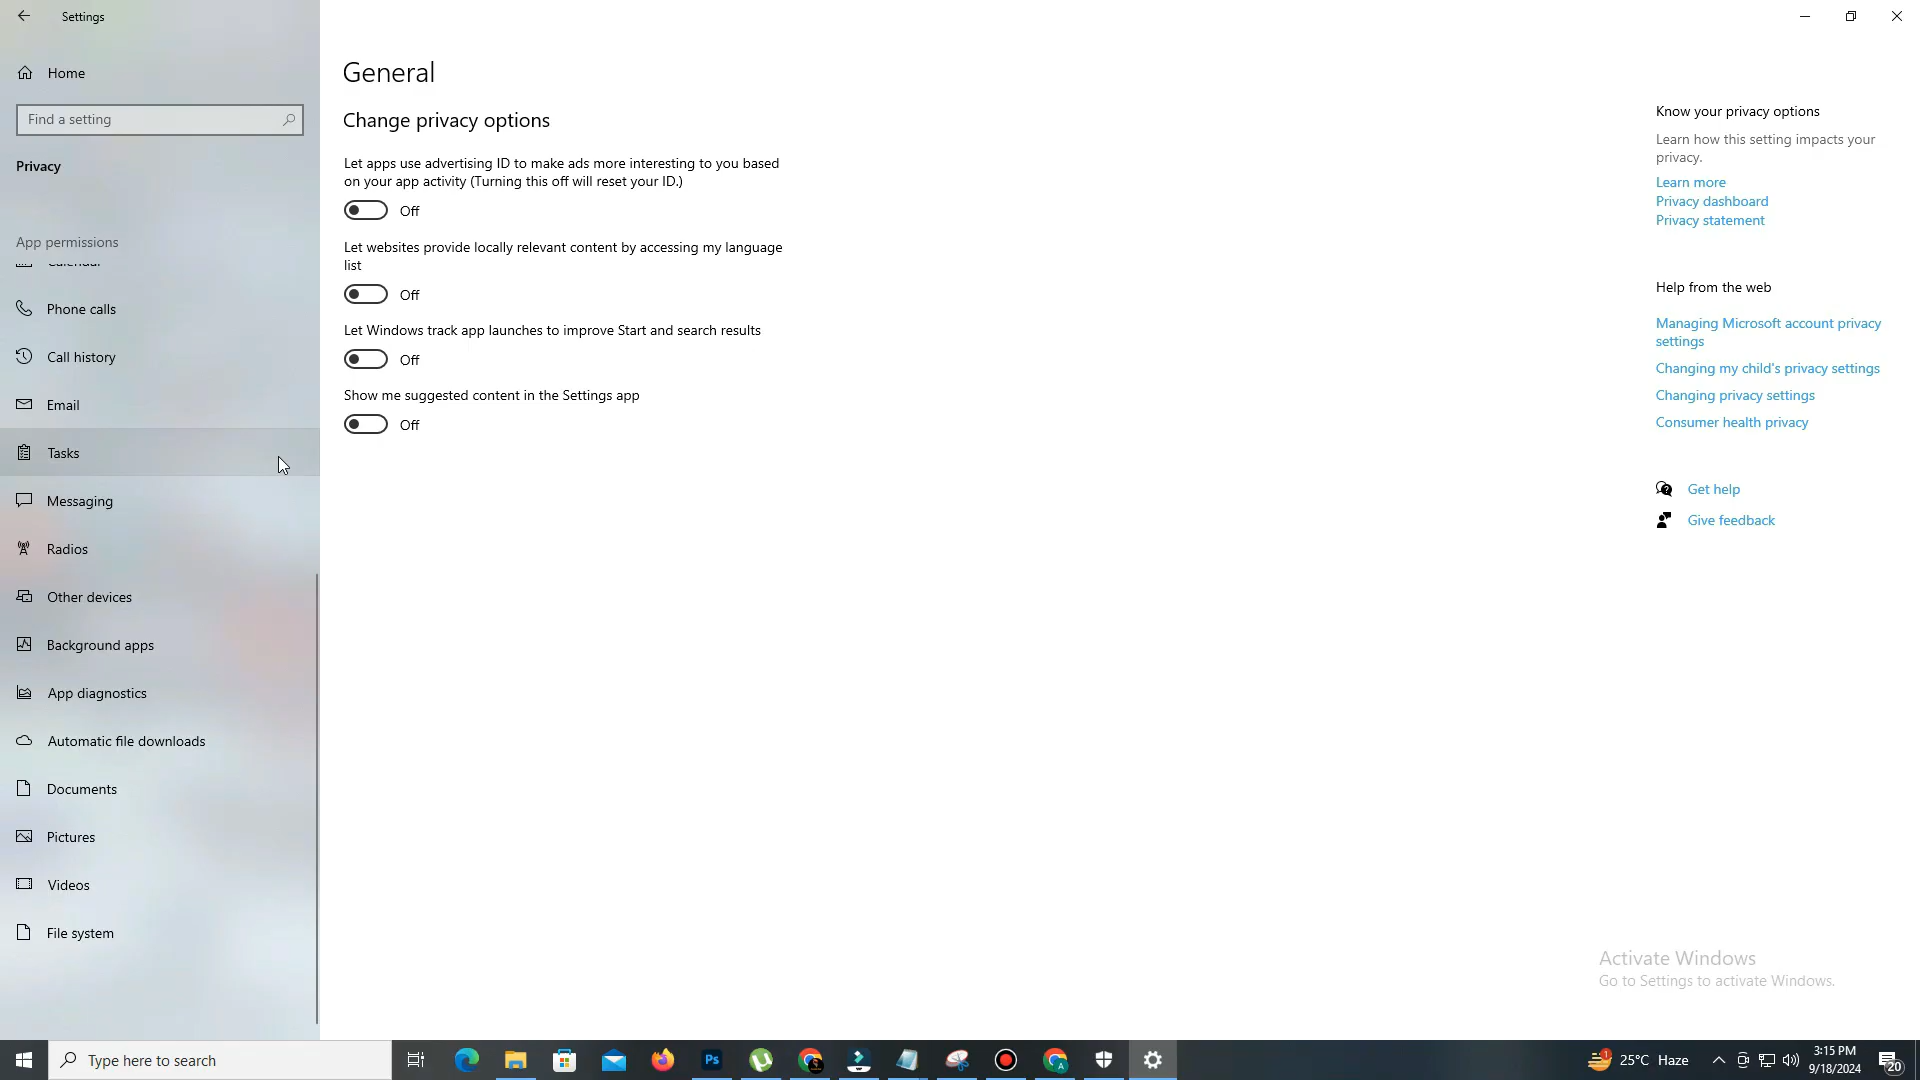 Settings
Home
Find a setting
Privacy
App permissions
Calendar
Phone calls
Call history
Email
Tasks
Messaging
Radios
Other devices
Background apps
App diagnostics
Automatic file downloads
Documents
Pictures
Videos
File system
General
Change privacy options
Let apps use advertising ID to make ads more interesting to you based
on your app activity (Turning this off will reset your ID.)
Off
Let websites provide locally relevant content by accessing my language
list
Off
Let Windows track app launches to improve Start and search results
Off
Show me suggested content in the Settings app
Off
Know your privacy options
Learn how this setting impacts your
privacy.
Learn more
Privacy dashboard
Privacy statement
Help from the web
Managing Microsoft account privacy
settings
Changing my child's privacy settings
Changing privacy settings
Consumer health privacy
Get help
Give feedback
Activate Windows
Go to Settings to activate Windows.
Type here to search
Ps
A
1
25°C Haze
3:15 PM
9/18/2024
20